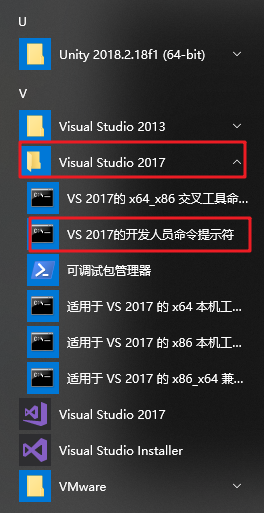 U
Unity 2018.2.18f1 (64-bit)
V
Visual Studio 2013
Visual Studio 2017
VS 2017的 x64_x86 交叉工具命...
VS 2017的开发人员命令提示符
可调试包管理器
适用于 VS 2017 的 x64 本机工...
适用于 VS 2017 的 x86 本机工...
适用于 VS 2017 的 x86_x64 兼...
Visual Studio 2017
Visual Studio Installer
VMware